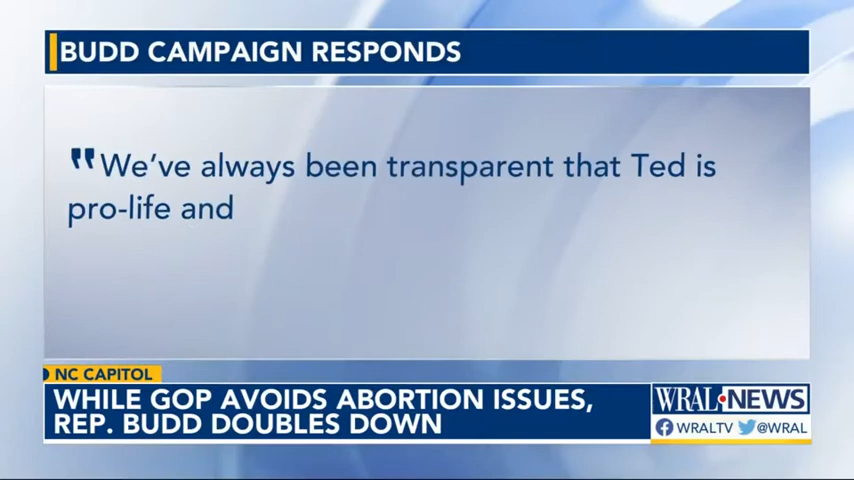 BUDD CAMPAIGN RESPONDS
"We've always been transparent that Ted is
pro-life and
NC CAPITOL
WHILE GOP AVOIDS ABORTION ISSUES,
REP. BUDD DOUBLES DOWN
WRAL NEWS
WRALTV @WRAL